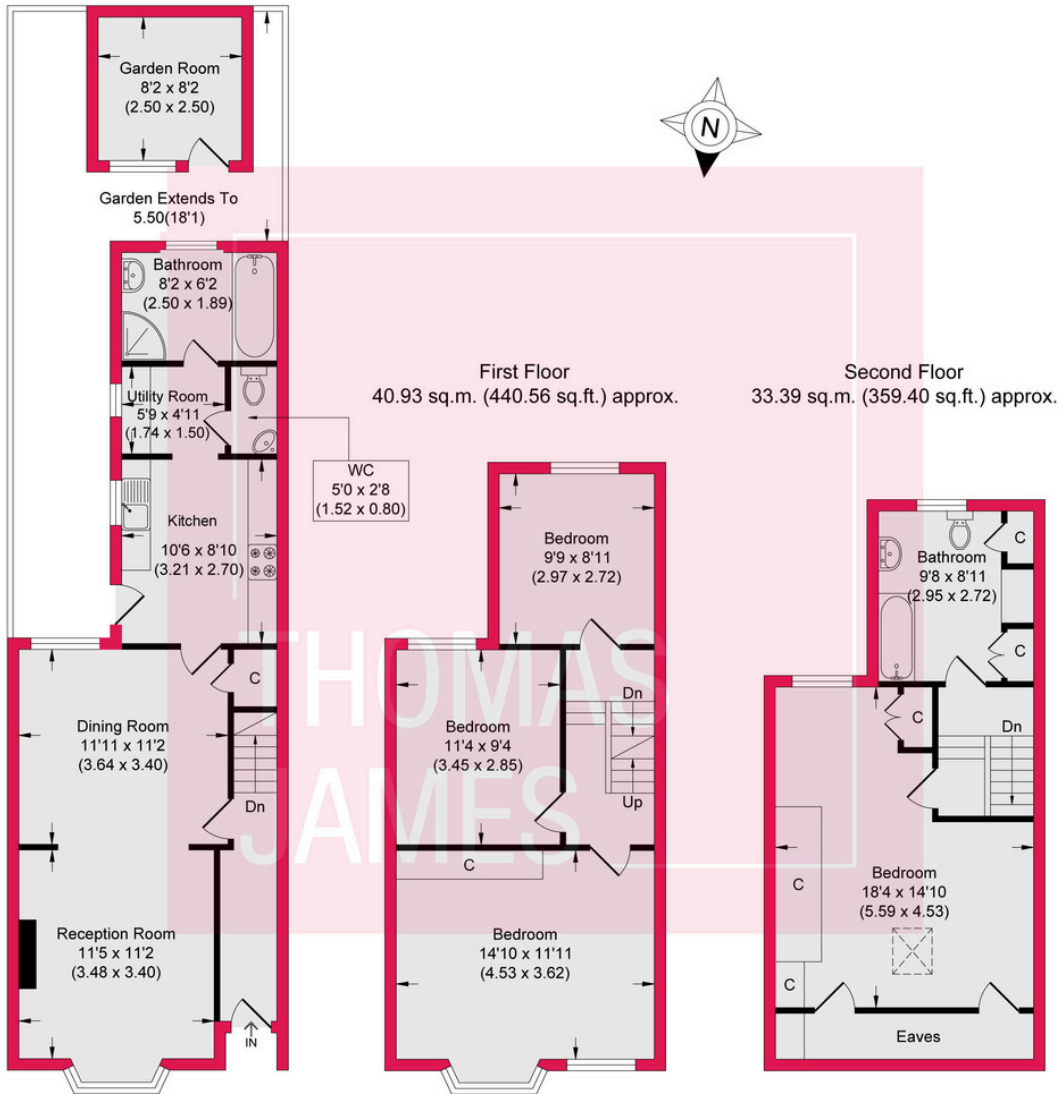 Garden Room
8'2 x 8'2
(2.50 x 2.50)
N
Garden Extends To
5.50(18'1)
Bathroom
8'2 x 6'2
(2.50 x 1.89)
Utility Room
5'9 x 4'11
(1.74 x 1.50)
WC
5'0 x 2'8
(1.52 x 0.80)
Kitchen
10'6 x 8'10
(3.21 x 2.70)
C
Dining Room
11'11 x 11'2
(3.64 x 3.40)
Dn
Reception Room
11'5 x 11'2
(3.48 x 3.40)
IN
First Floor
40.93 sq.m. (440.56 sq.ft.) approx.
Bedroom
9'9 x 8'11
(2.97 x 2.72)
Dn
Bedroom
11'4 x 9'4
(3.45 x 2.85)
Up
C
Bedroom
14'10 x 11'11
(4.53 x 3.62)
Second Floor
33.39 sq.m. (359.40 sq.ft.) approx.
C
Bathroom
9'8 x 8'11
(2.95 x 2.72)
C
C
Dn
C
Bedroom
18'4 x 14'10
(5.59 x 4.53)
C
Eaves
THOMAS
JAMES